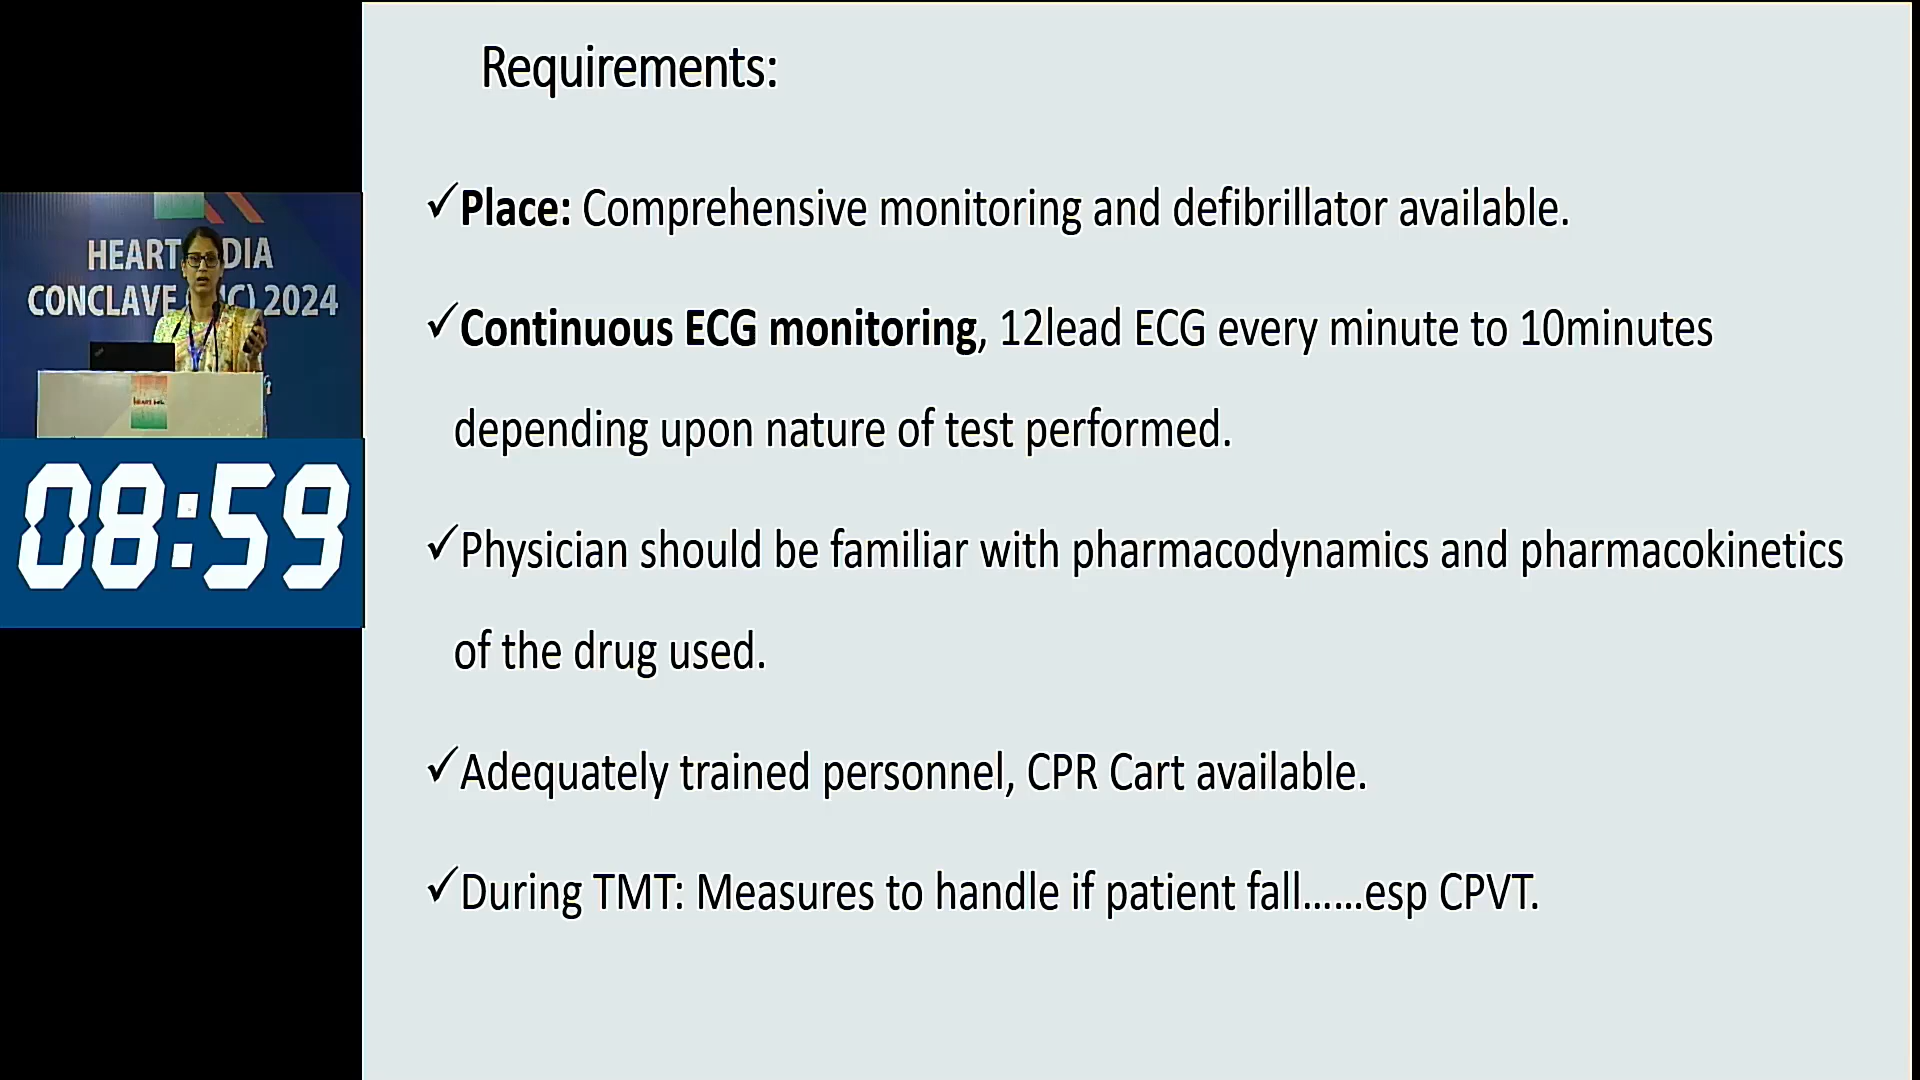 Requirements:
✓Place: Comprehensive monitoring and defibrillator available.
✓Continuous ECG monitoring, 12lead ECG every minute to 10minutes
depending upon nature of test performed.
✓Physician should be familiar with pharmacodynamics and pharmacokinetics
of the drug used.
✓Adequately trained personnel, CPR Cart available.
✓During TMT: Measures to handle if patient fall......esp CPVT.
HEART DIA
CONCLAVE C) 2024
08:59